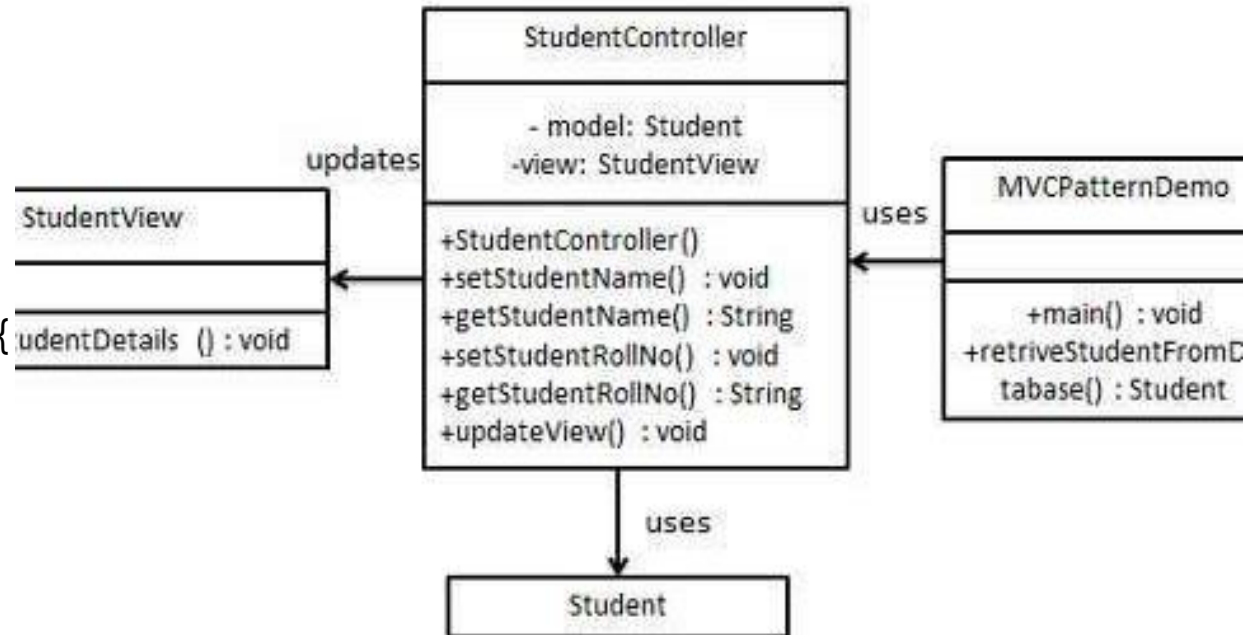 StudentController
- model: Student
-view: StudentView
updates
StudentView
{
tudentDetails () : void
+StudentController()
+setStudentName() : void
+getStudentName() : String
+setStudentRollNo() : void
+getStudentRollNo() : String
+updateView() : void
uses
MVCPatternDemo
+main() : void
+retriveStudentFromD
tabase() : Student
uses
Student